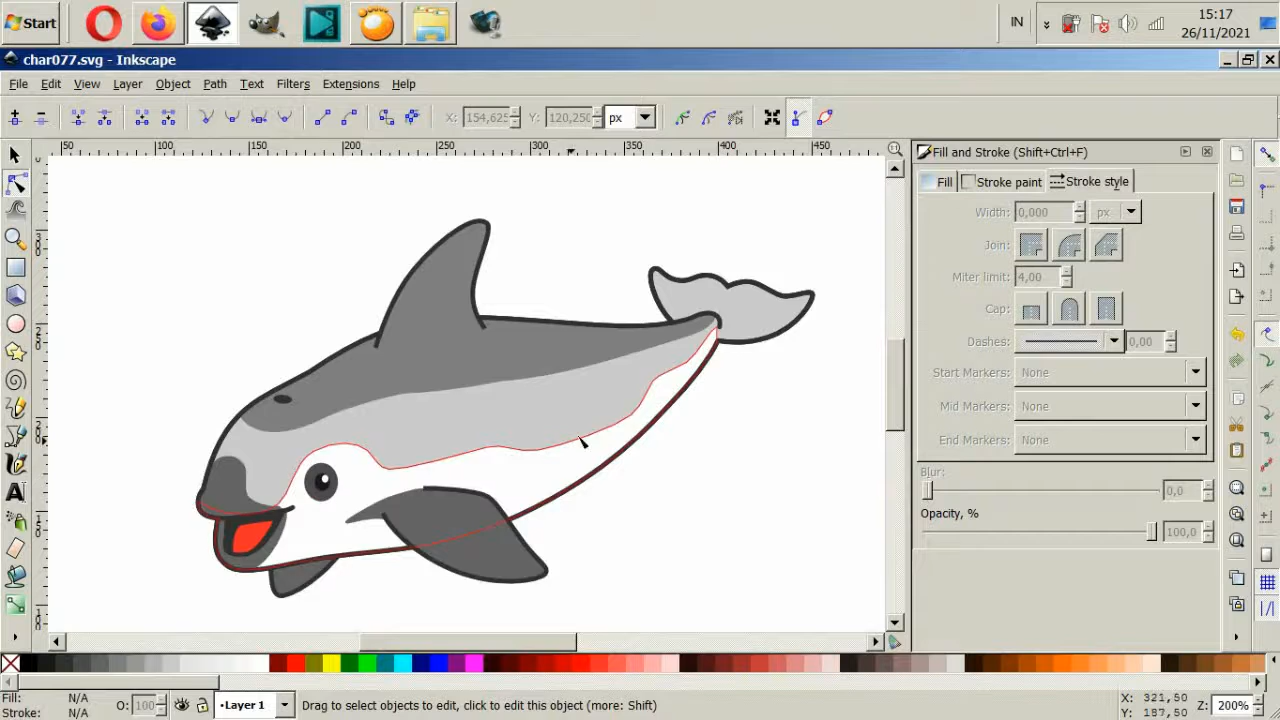 Start
IN
15:17
26/11/2021
char077.svg - Inkscape
File Edit View Layer Object Path Text Filters Extensions Help
X: 154,625 Y: 120,250 px
Fill and Stroke (Shift+Ctrl+F)
50 100 150 200 250 300 350 400 450
Fill Stroke paint Stroke style
Width: 0,000 px
Join:
Miter limit: 4,00
Cap:
Dashes: 0,00
Start Markers: None
Mid Markers: None
End Markers: None
Blur:
0,0
Opacity, %
100,0
Fill: N/A
Stroke: N/A
O: 100
•Layer 1
Drag to select objects to edit, click to edit this object (more: Shift)
X: 321,50
Y: 187,50
Z: 200%